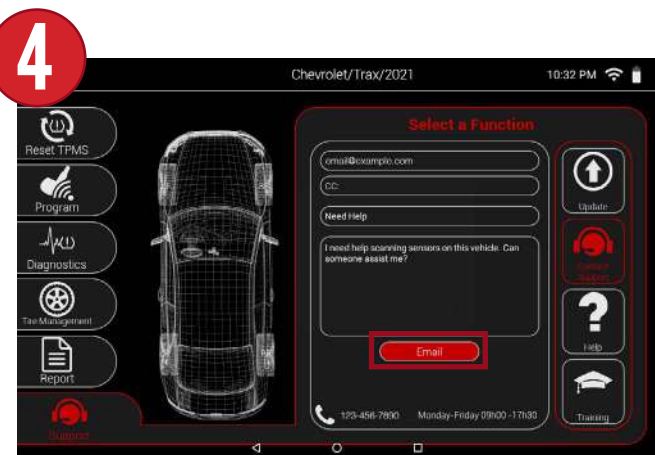 4
Chevrolet/Trax/2021
10:32 PM
Reset TPMS
Program
Diagnostics
Tire Management
Report
Support
Select a Function
email@example.com
CC:
Need Help
I need help scanning sensors on this vehicle. Can
someone assist me?
Email
123-456-7890
Monday-Friday 09h00 -17h30
Update
Contact
Support
Help
Training